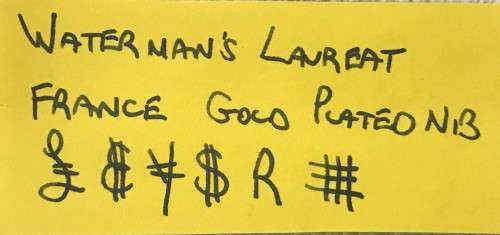 WATERMAN'S LAUREAT
FRANCE GOLD PLATED NIB
£ $ ¥ $ R #